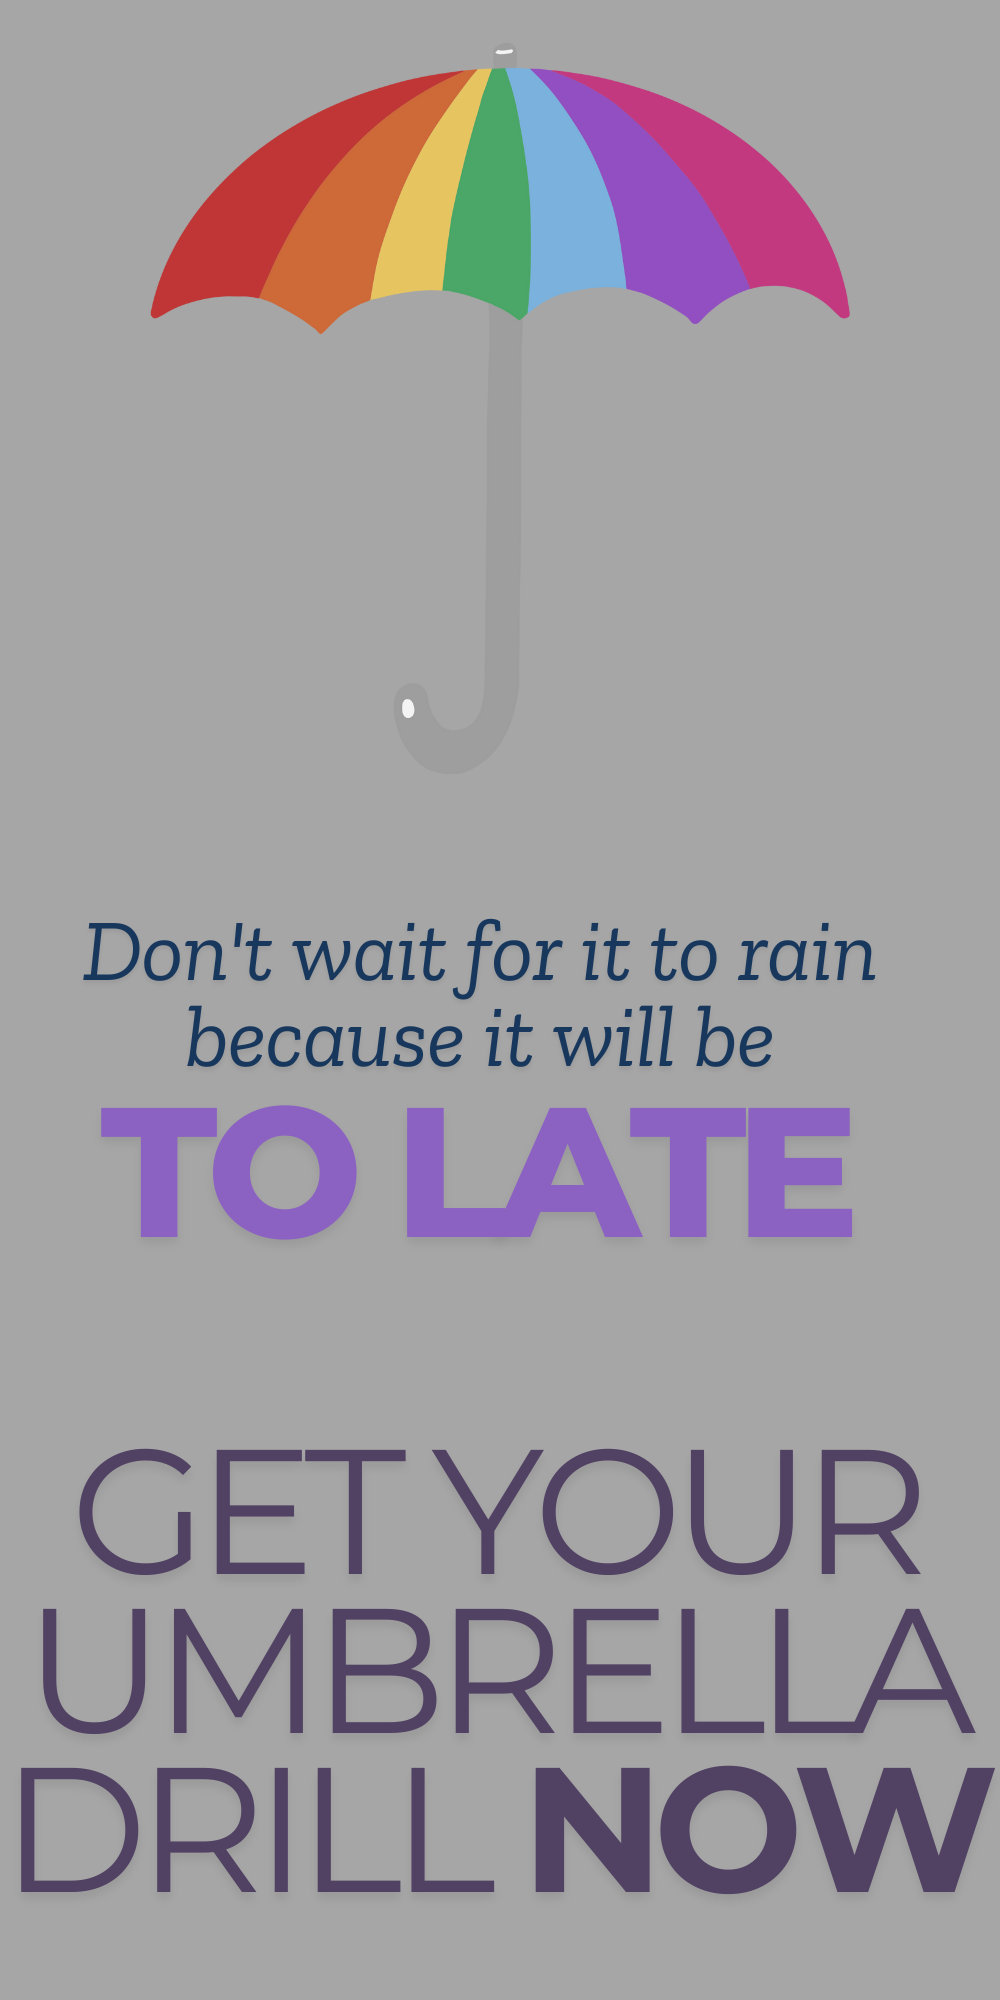 Don't wait for it to rain
because it will be
TO LATE
GET YOUR
UMBRELLA
DRILL NOW